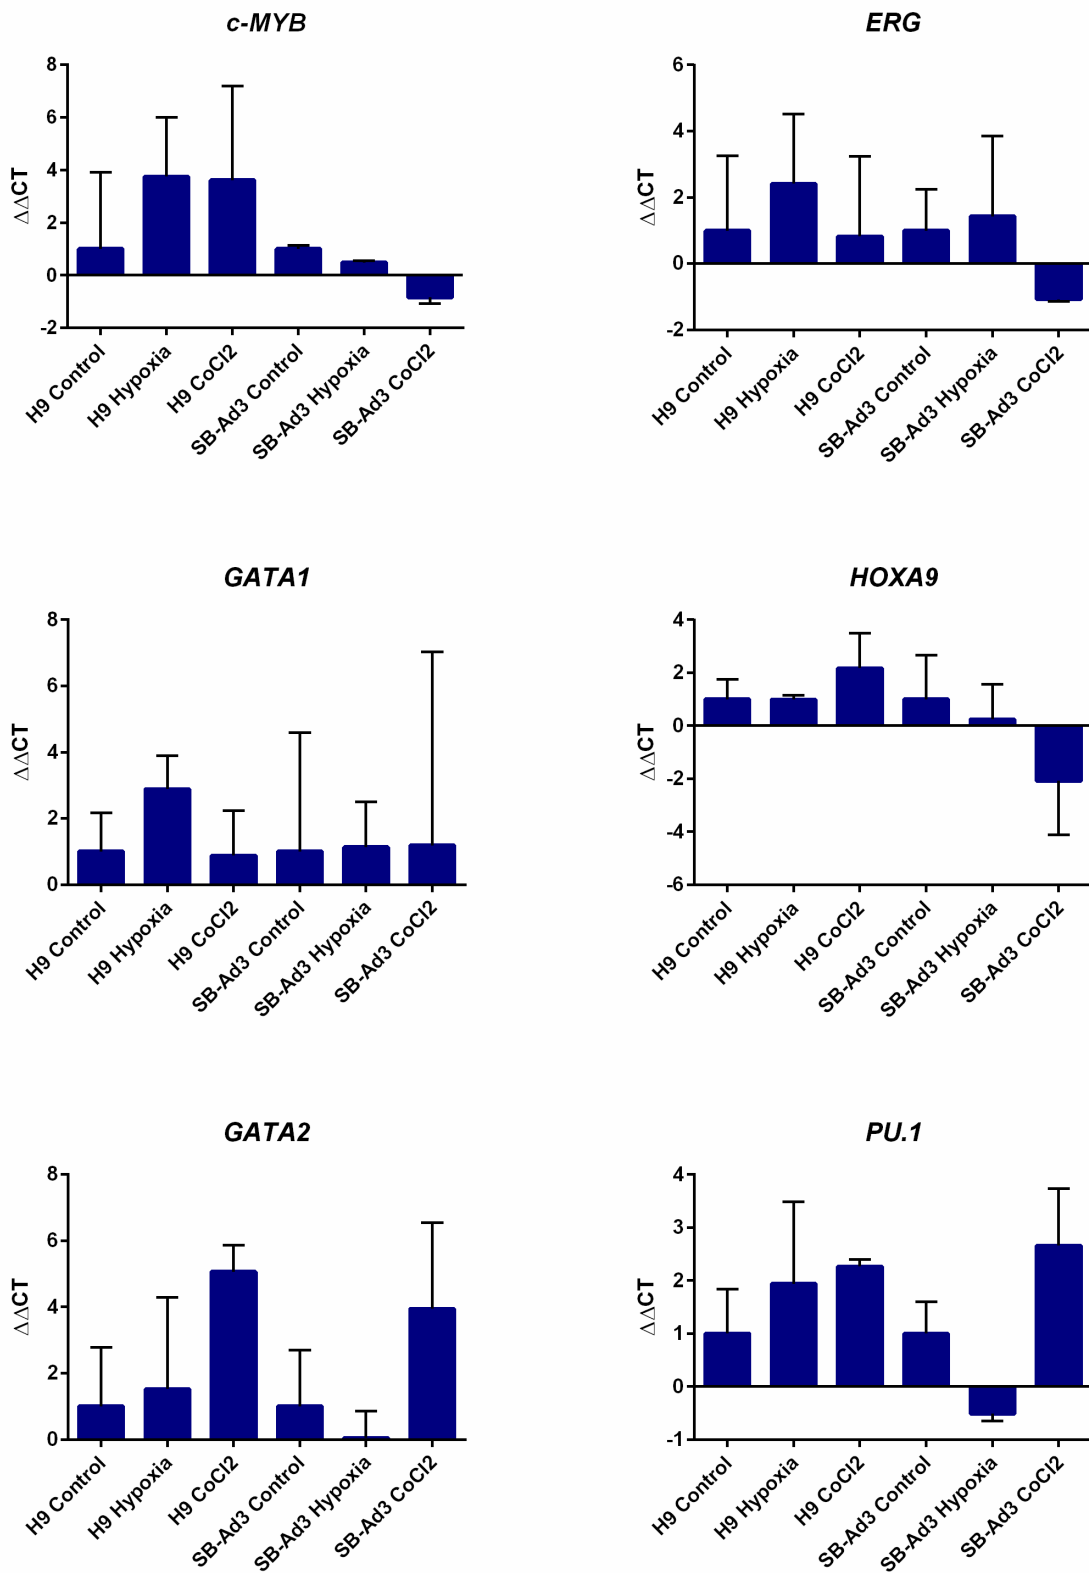 c-MYB
8
6
4
2
0
-2
ΔΔCT
H9 Control
H9 Hypoxia
H9 CoCl2
SB-Ad3 Control
SB-Ad3 Hypoxia
SB-Ad3 CoCl2
ERG
6
4
2
0
-2
ΔΔCT
H9 Control
H9 Hypoxia
H9 CoCl2
SB-Ad3 Control
SB-Ad3 Hypoxia
SB-Ad3 CoCl2
GATA1
8
6
4
2
0
ΔΔCT
H9 Control
H9 Hypoxia
H9 CoCl2
SB-Ad3 Control
SB-Ad3 Hypoxia
SB-Ad3 CoCl2
HOXA9
4
2
0
-2
-4
-6
ΔΔCT
H9 Control
H9 Hypoxia
H9 CoCl2
SB-Ad3 Control
SB-Ad3 Hypoxia
SB-Ad3 CoCl2
GATA2
8
6
4
2
0
ΔΔCT
H9 Control
H9 Hypoxia
H9 CoCl2
SB-Ad3 Control
SB-Ad3 Hypoxia
SB-Ad3 CoCl2
PU.1
4
3
2
1
0
-1
ΔΔCT
H9 Control
H9 Hypoxia
H9 CoCl2
SB-Ad3 Control
SB-Ad3 Hypoxia
SB-Ad3 CoCl2